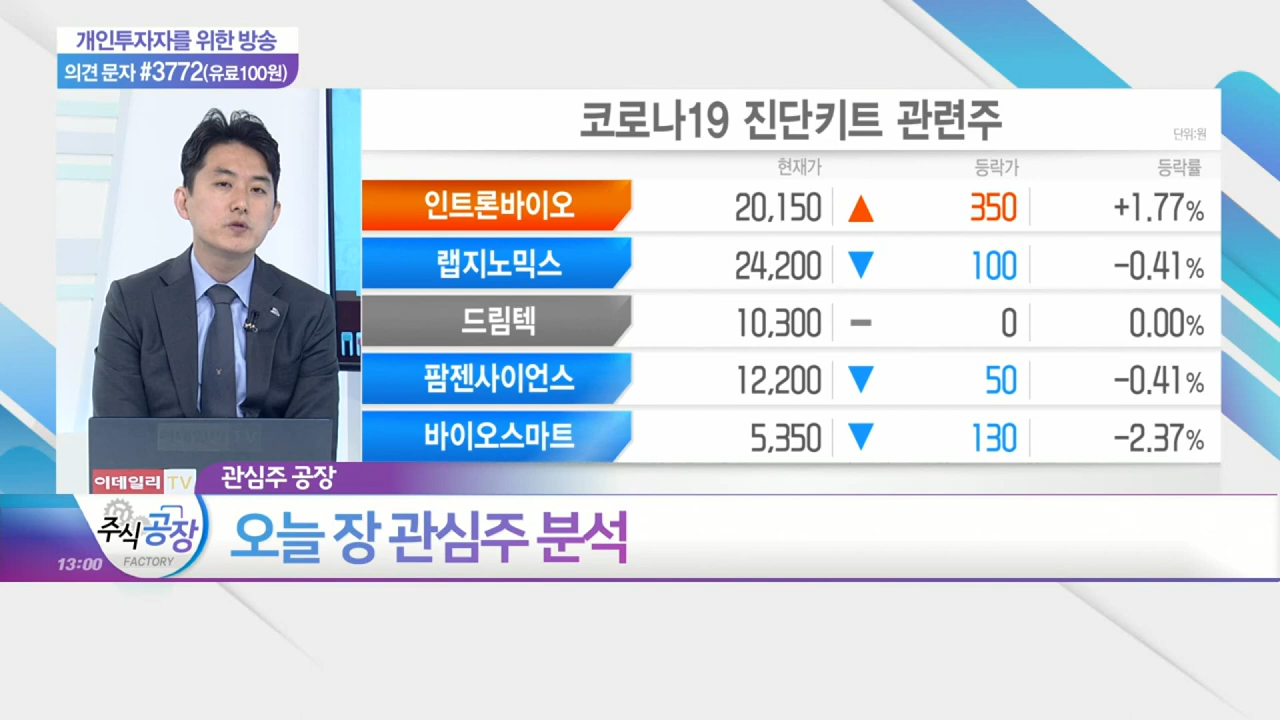 개인투자자를 위한 방송
의견 문자 #3772(유료100원)
코로나19 진단키트 관련주
단위:원
현재가 등락가 등락률
인트론바이오 20,150 ▲ 350 +1.77%
랩지노믹스 24,200 ▼ 100 -0.41%
드림텍 10,300 - 0 0.00%
팜젠사이언스 12,200 ▼ 50 -0.41%
바이오스마트 5,350 ▼ 130 -2.37%
이데일리 TV
관심주 공장
주식공장
FACTORY
13:00
오늘 장 관심주 분석